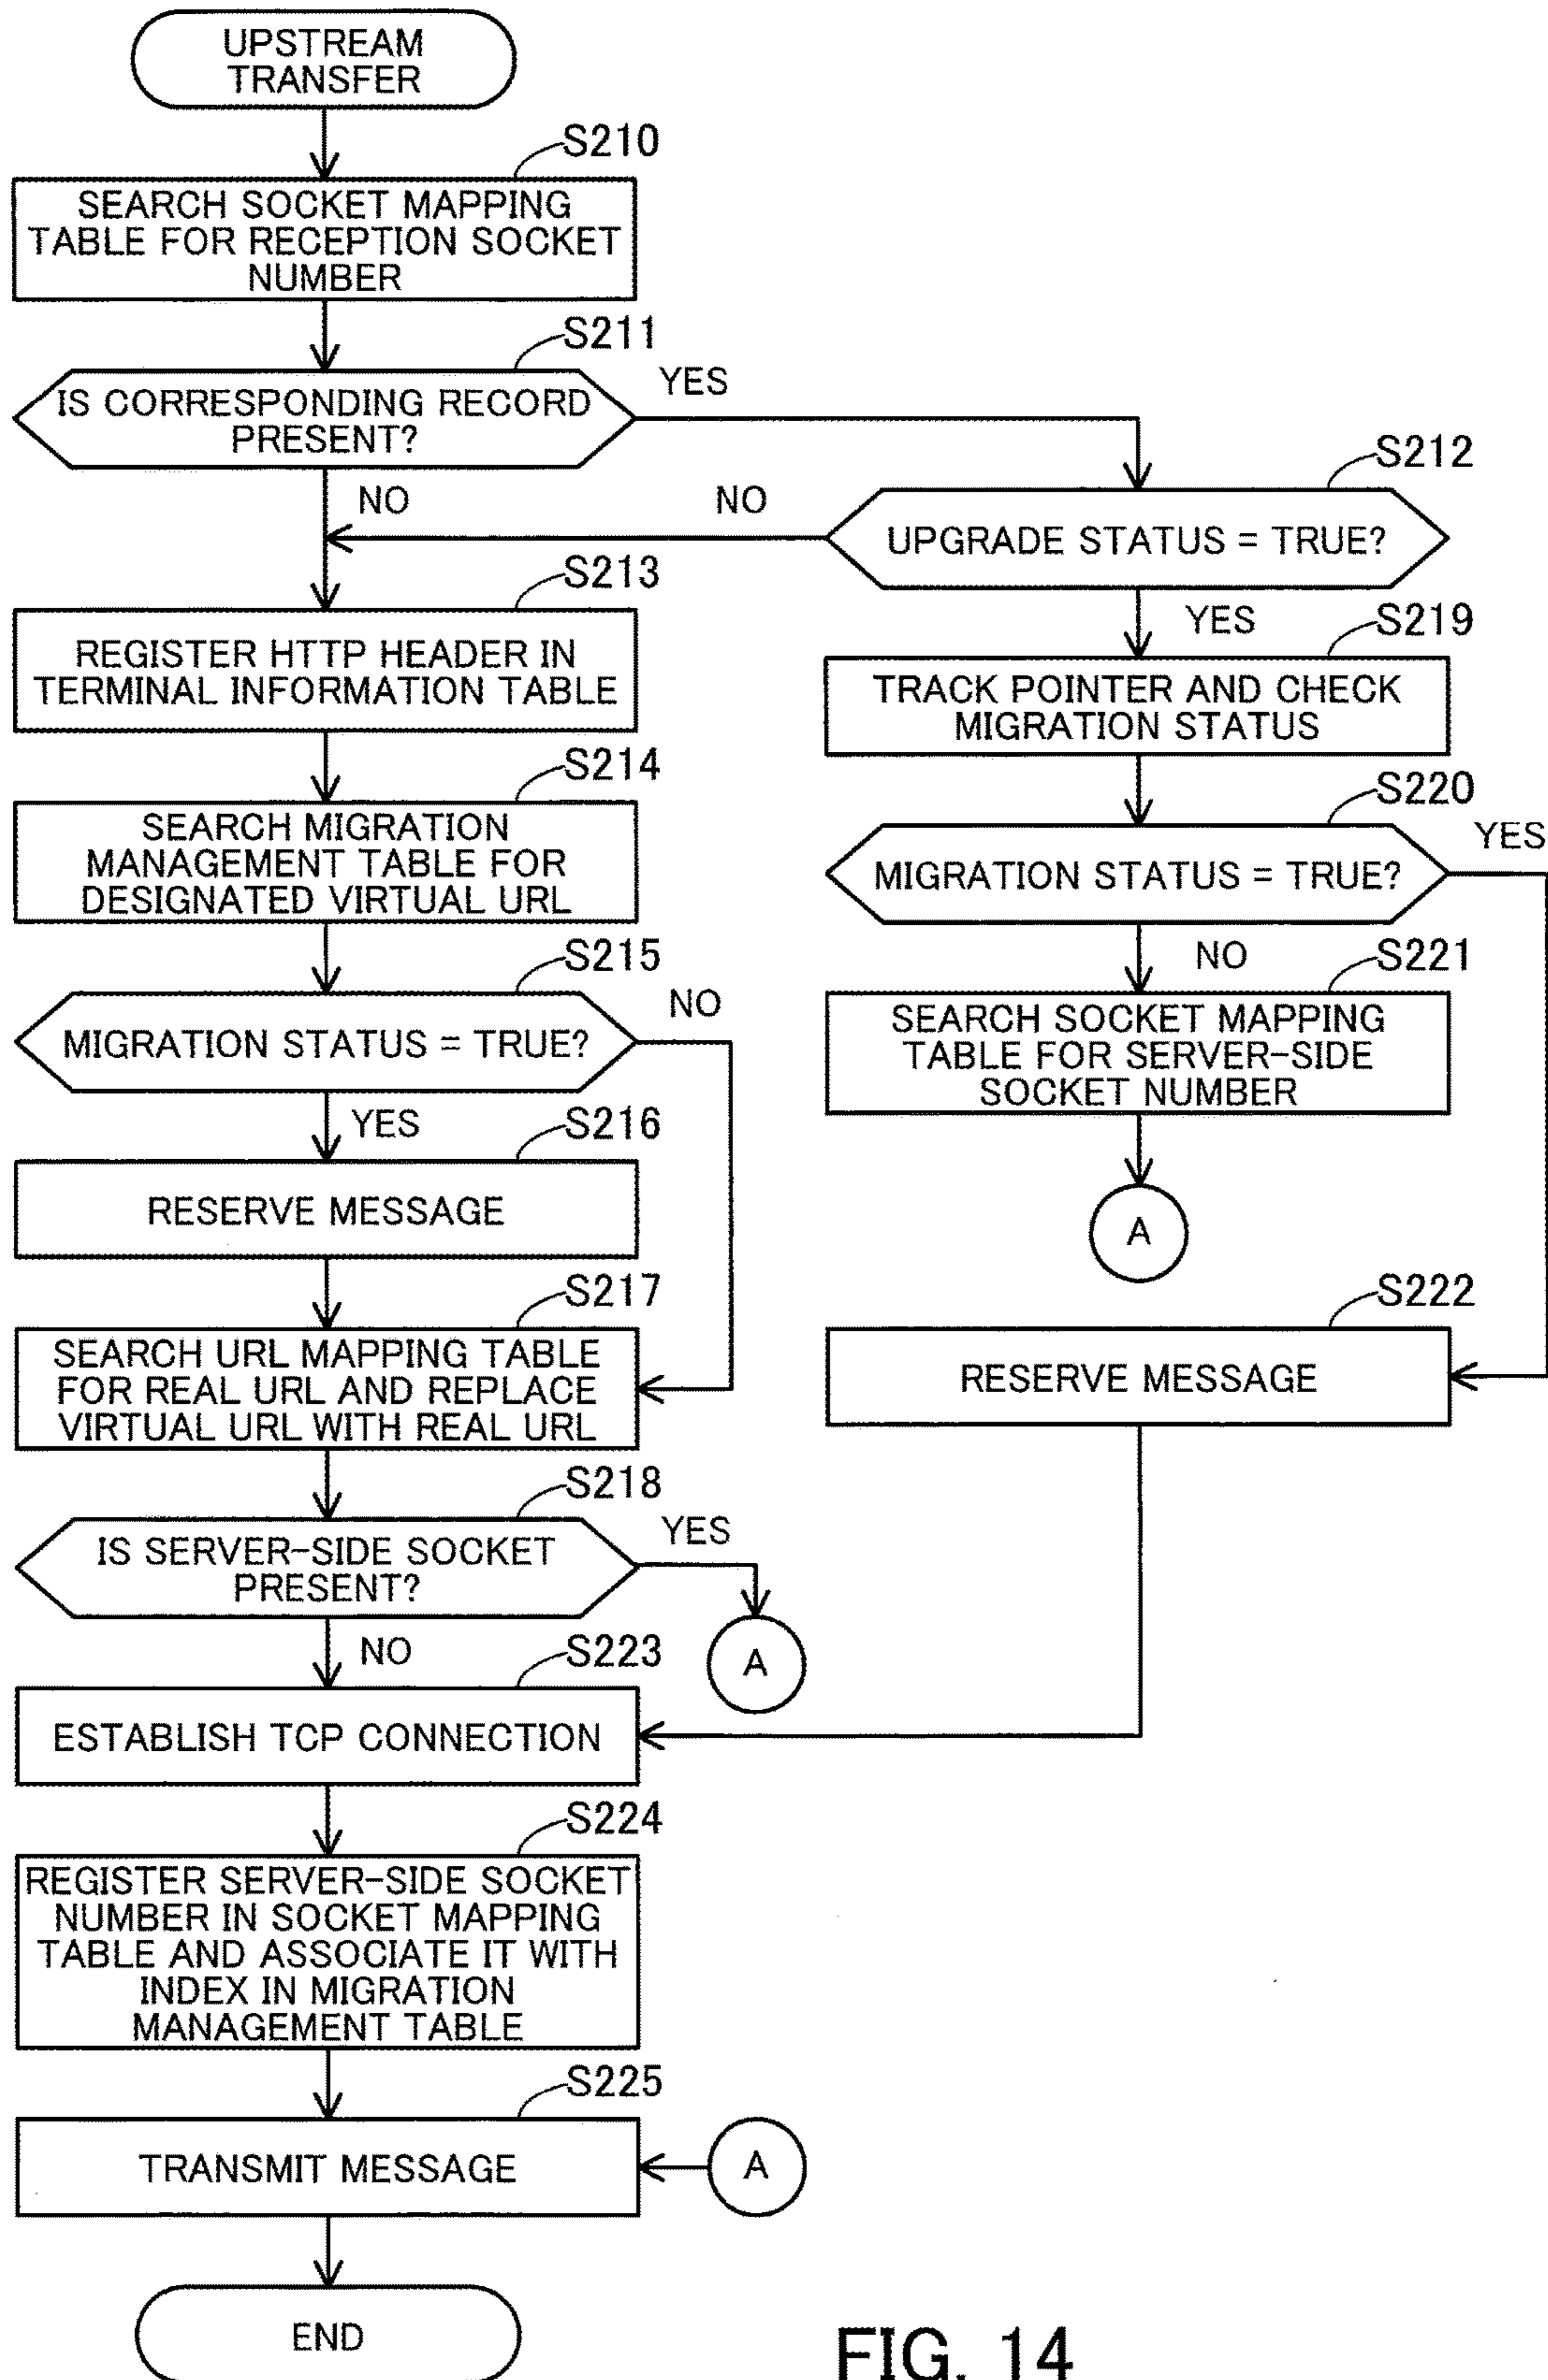 UPSTREAM
TRANSFER
S210
SEARCH SOCKET MAPPING
TABLE FOR RECEPTION SOCKET
NUMBER
S211
IS CORRESPONDING RECORD
PRESENT?
YES
NO
S212
UPGRADE STATUS = TRUE?
NO
YES
S213
REGISTER HTTP HEADER IN
TERMINAL INFORMATION TABLE
S219
TRACK POINTER AND CHECK
MIGRATION STATUS
S214
SEARCH MIGRATION
MANAGEMENT TABLE FOR
DESIGNATED VIRTUAL URL
S220
MIGRATION STATUS = TRUE?
YES
NO
S215
MIGRATION STATUS = TRUE?
NO
YES
S221
SEARCH SOCKET MAPPING
TABLE FOR SERVER-SIDE
SOCKET NUMBER
A
S216
RESERVE MESSAGE
S217
SEARCH URL MAPPING TABLE
FOR REAL URL AND REPLACE
VIRTUAL URL WITH REAL URL
S222
RESERVE MESSAGE
S218
IS SERVER-SIDE SOCKET
PRESENT?
YES
A
NO
S223
ESTABLISH TCP CONNECTION
S224
REGISTER SERVER-SIDE SOCKET
NUMBER IN SOCKET MAPPING
TABLE AND ASSOCIATE IT WITH
INDEX IN MIGRATION
MANAGEMENT TABLE
S225
TRANSMIT MESSAGE
A
END
FIG. 14